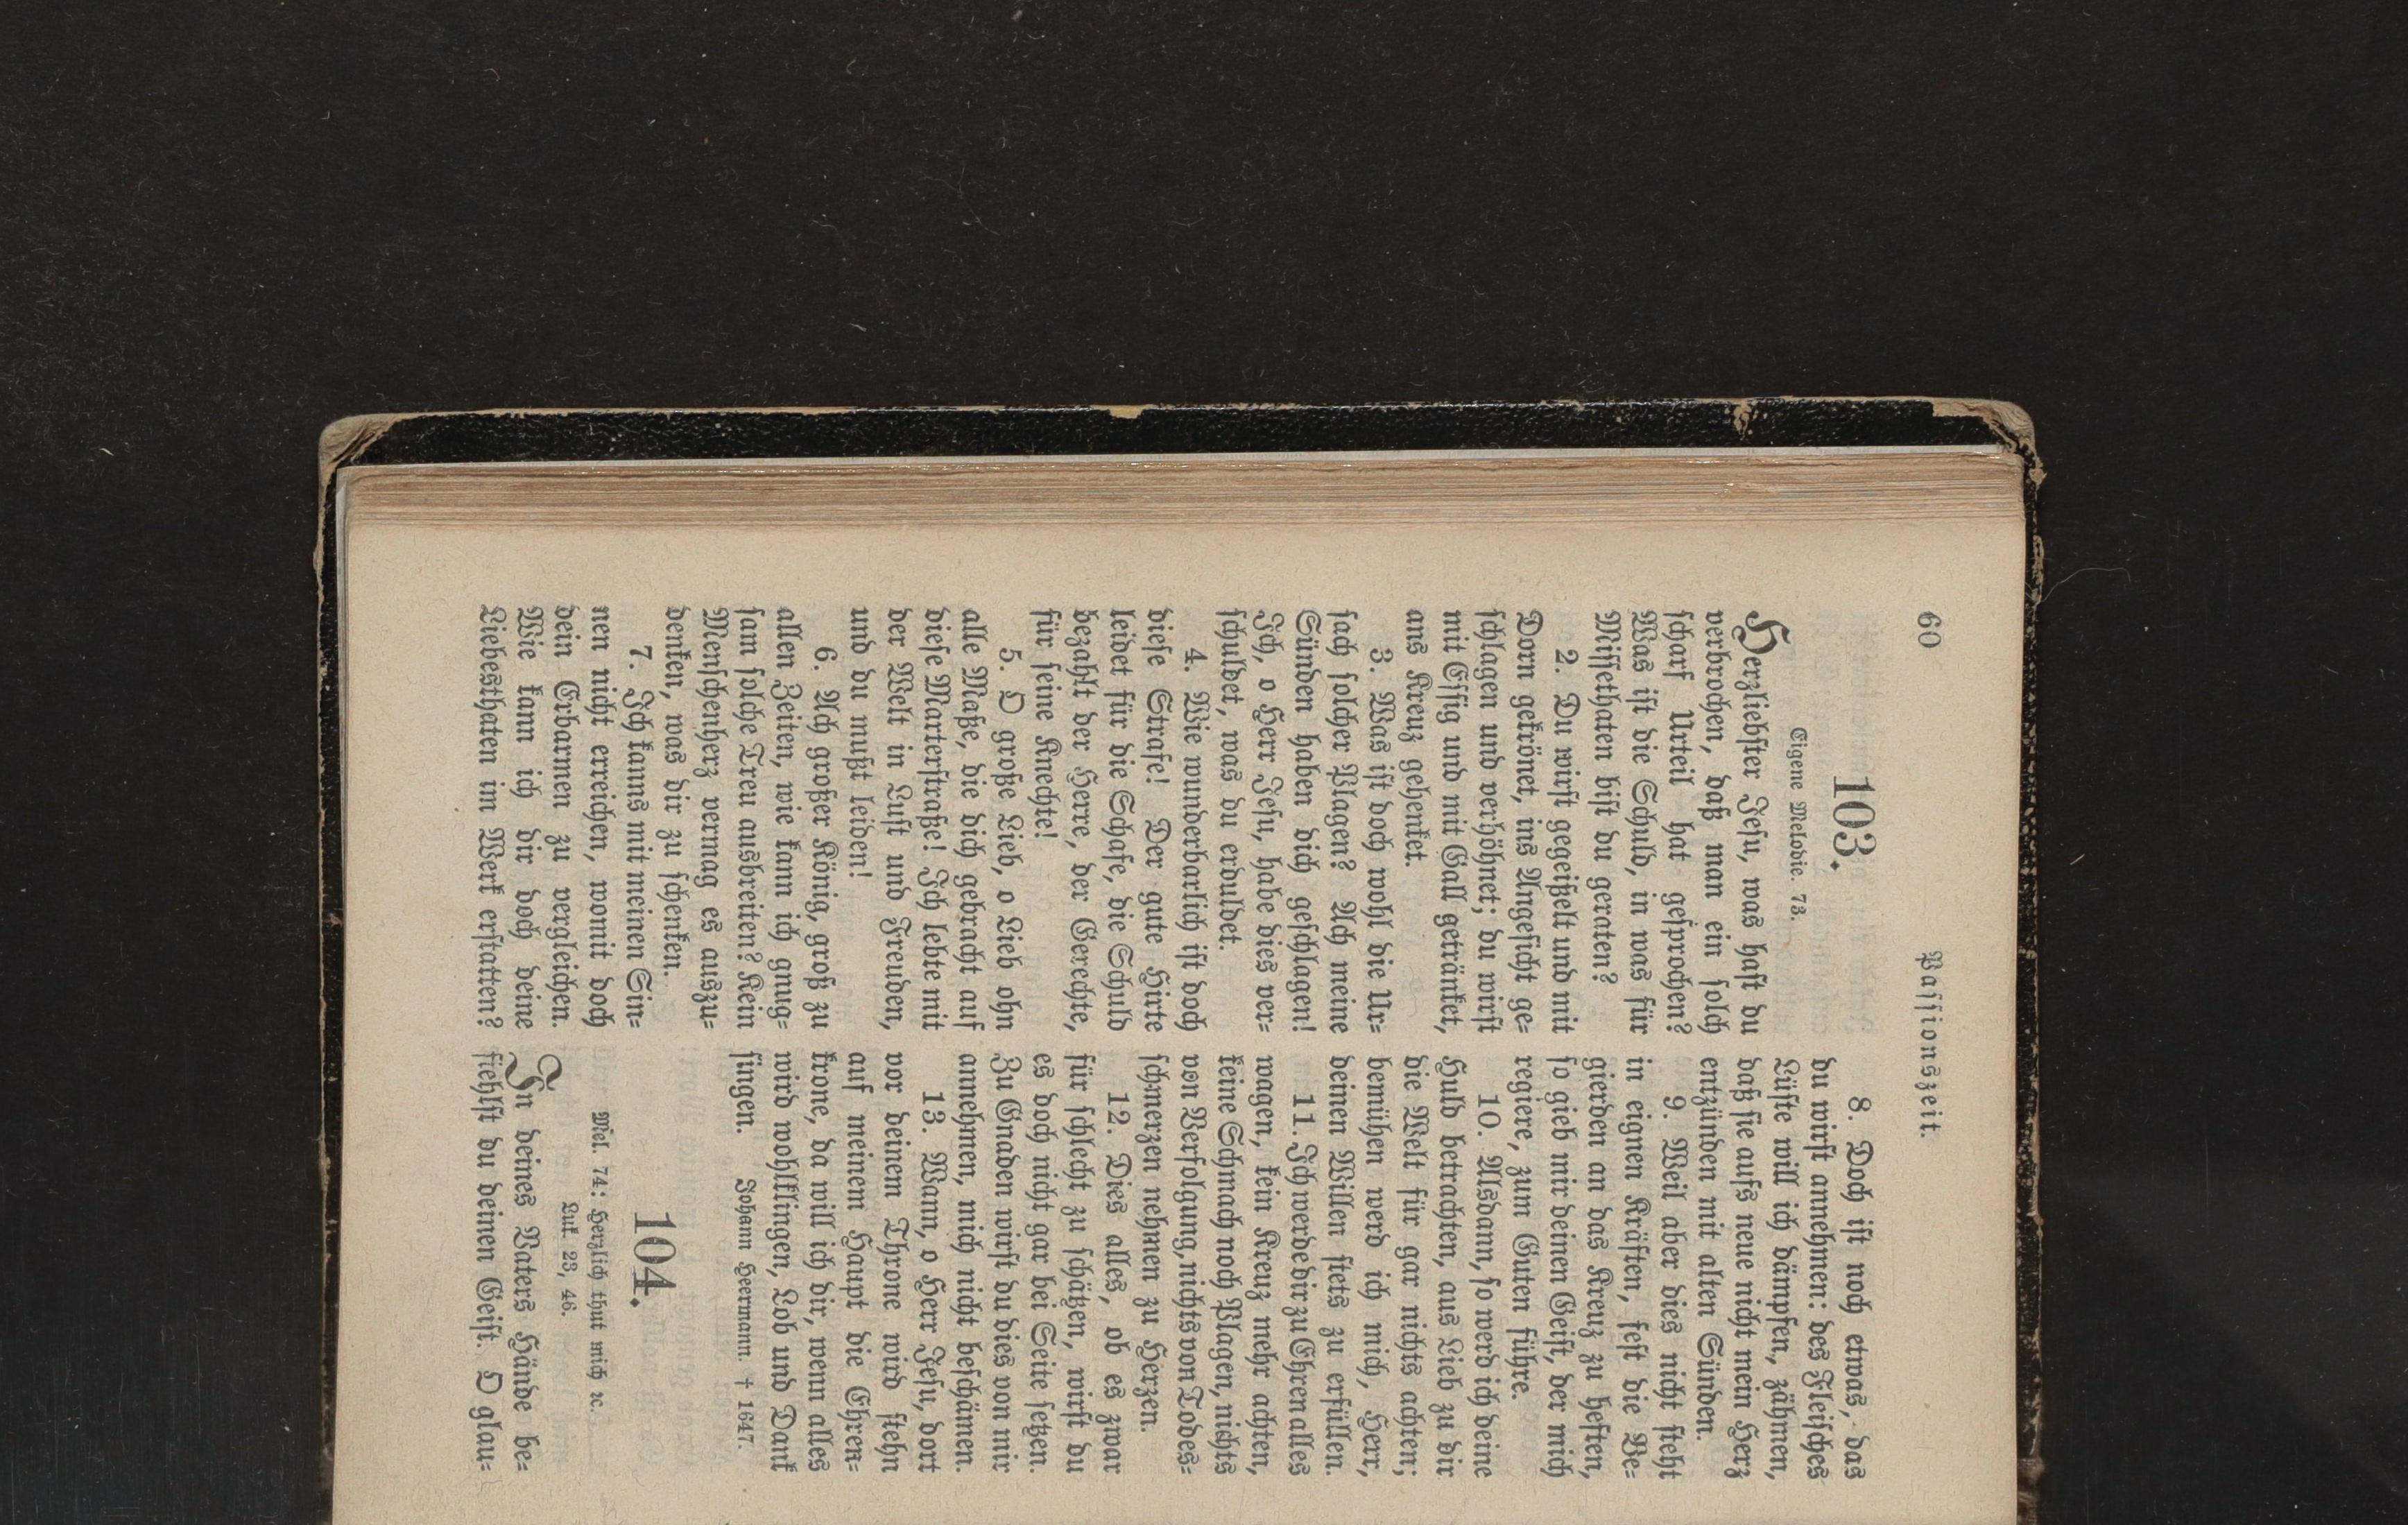 60
Passionszeit.
103.
Eigene Melodie. 73.
Herzliebster Jesu, was hast du
verbrochen, daß man ein solch
scharf Urteil hat gesprochen?
Was ist die Schuld, in was für
Missethaten bist du geraten?
2. Du wirst gegeißelt und mit
Dorn gekrönet, ins Angesicht ge-
schlagen und verhöhnet; du wirst
mit Essig und mit Gall getränket,
ans Kreuz gehenket.
3. Was ist doch wohl die Ur-
sach solcher Plagen? Ach meine
Sünden haben dich geschlagen!
Ich, o Herr Jesu, habe dies ver-
schuldet, was du erduldet.
4. Wie wunderbarlich ist doch
diese Strafe! Der gute Hirte
leidet für die Schafe, die Schuld
bezahlt der Herre, der Gerechte,
für seine Knechte!
5. O große Lieb, o Lieb ohn
alle Maße, die dich gebracht auf
diese Marterstraße! Ich lebte mit
der Welt in Lust und Freuden,
und du mußt leiden!
6. Ach großer König, groß zu
allen Zeiten, wie kann ich gnug-
sam solche Treu ausbreiten? Kein
Menschenherz vermag es auszu-
denken, was dir zu schenken.
7. Ich kanns mit meinen Sin-
nen nicht erreichen, womit doch
dein Erbarmen zu vergleichen.
Wie kann ich dir doch deine
Liebesthaten im Werk erstatten?
8. Doch ist noch etwas, das
du wirst annehmen: des Fleisches
Lüste will ich dämpfen, zähmen,
daß sie aufs neue nicht mein Herz
entzünden mit alten Sünden.
9. Weil aber dies nicht steht
in eignen Kräften, fest die Be-
gierden an das Kreuz zu heften,
so gieb mir deinen Geist, der mich
regiere, zum Guten führe.
10. Alsdann, so werd ich deine
Huld betrachten, aus Lieb zu dir
die Welt für gar nichts achten;
bemühen werd ich mich, Herr,
deinen Willen stets zu erfüllen.
11. Ich werde dir zu Ehren alles
wagen, kein Kreuz mehr achten,
keine Schmach noch Plagen, nichts
von Verfolgung, nichts von Todes-
schmerzen nehmen zu Herzen.
12. Dies alles, ob es zwar
für schlecht zu schätzen, wirst du
es doch nicht gar bei Seite setzen.
Zu Gnaden wirst du dies von mir
annehmen, mich nicht beschämen.
13. Wann, o Herr Jesu, dort
vor deinem Throne wird stehn
auf meinem Haupt die Ehren-
krone, da will ich dir, wenn alles
wird wohlklingen, Lob und Dank
singen. Johann Heermann. † 1647.
104.
Mel. 74: Herzlich thut mich ꝛc.
Luk. 23, 46.
In deines Vaters Hände be-
fiehlst du deinen Geist. O glau-